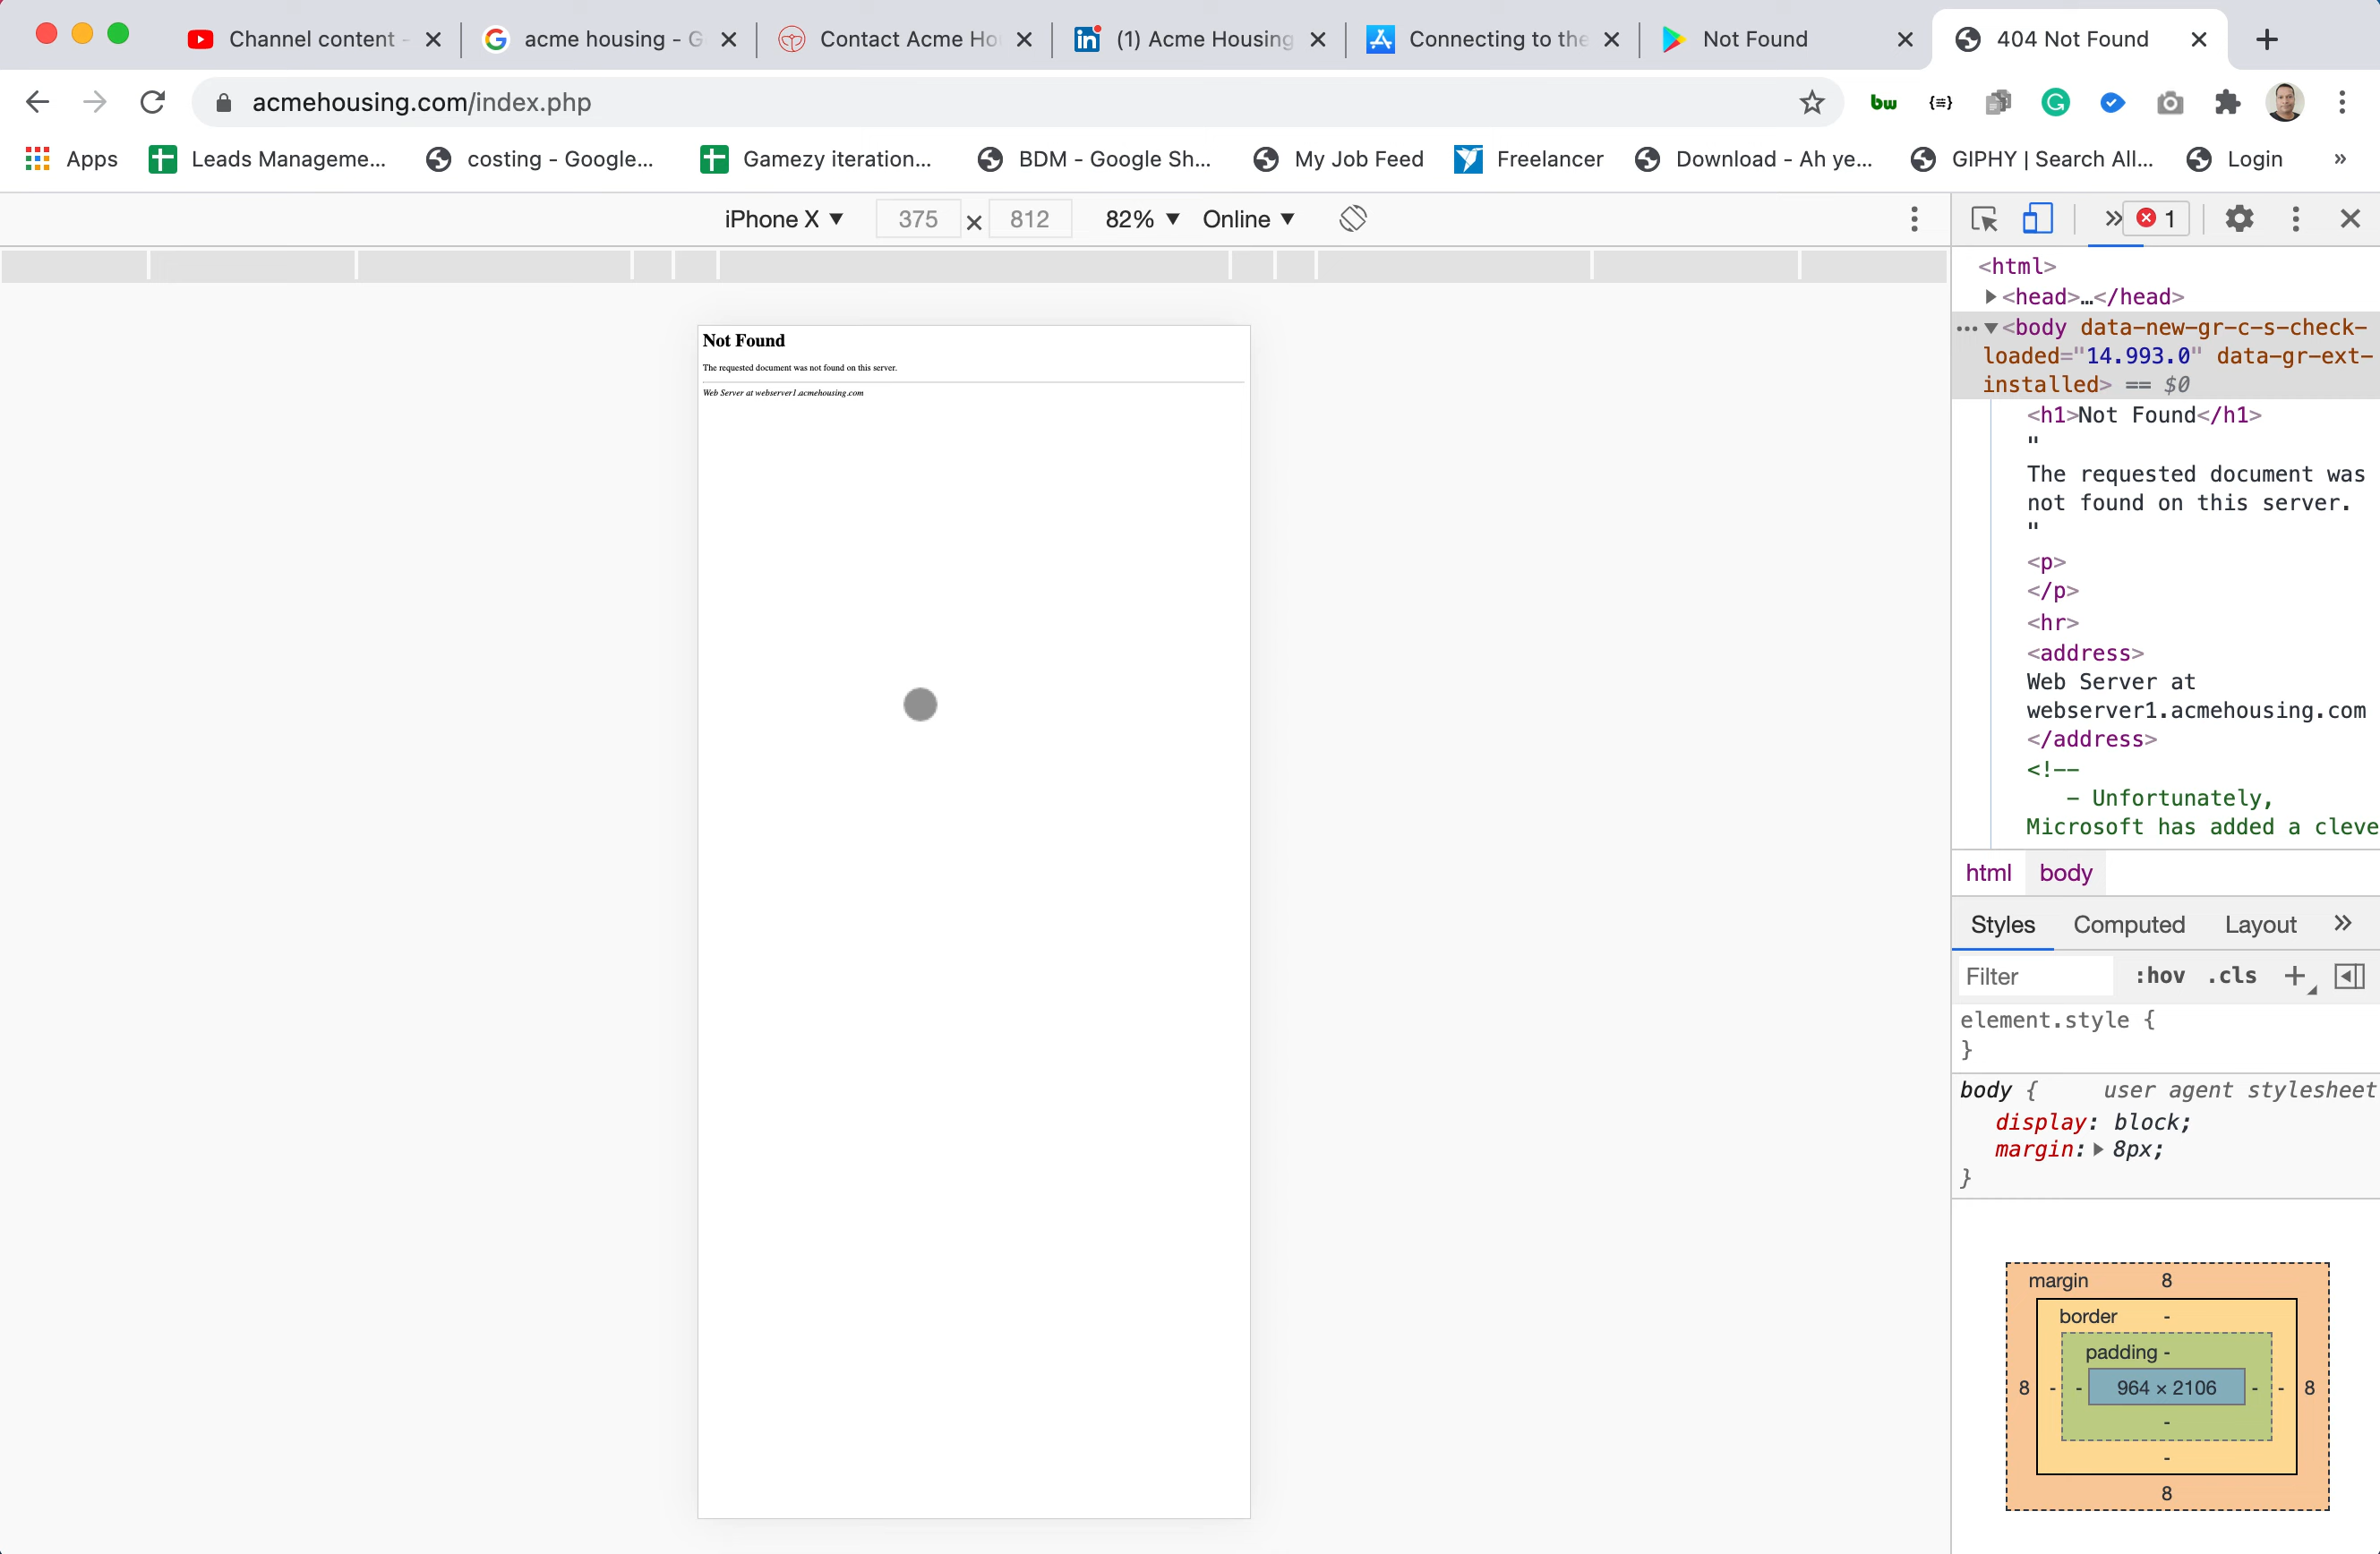 Channel content -
acme housing - G
Contact Acme Ho
(1) Acme Housing
Connecting to the
Not Found
404 Not Found
acmehousing.com/index.php
bw
Apps
Leads Manageme...
costing - Google...
Gamezy iteration...
BDM - Google Sh...
My Job Feed
Freelancer
Download - Ah ye...
GIPHY | Search All...
Login
»
iPhone X ▼
375 × 812
82% ▼
Online ▼
» 1
Not Found
The requested document was not found on this server.
Web Server at webserver1.acmehousing.com
<html>
<head>…</head>
<body data-new-gr-c-s-check-
loaded="14.993.0" data-gr-ext-
installed> == $0
<h1>Not Found</h1>
"
The requested document was
not found on this server.
"
<p>
</p>
<hr>
<address>
Web Server at
webserver1.acmehousing.com
</address>
<!--
- Unfortunately,
Microsoft has added a cleve
html body
Styles Computed Layout »
Filter :hov .cls +
element.style {
}
body { user agent stylesheet
display: block;
margin: 8px;
}
margin 8
border -
padding -
8 - - 964 × 2106 - - 8
-
-
8